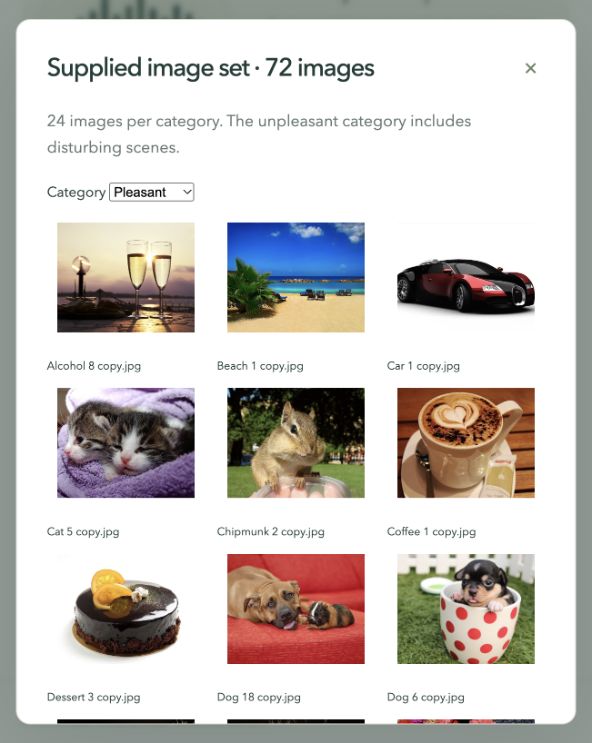 Supplied image set · 72 images
×
24 images per category. The unpleasant category includes
disturbing scenes.
Category Pleasant
Alcohol 8 copy.jpg Beach 1 copy.jpg Car 1 copy.jpg
Cat 5 copy.jpg Chipmunk 2 copy.jpg Coffee 1 copy.jpg
Dessert 3 copy.jpg Dog 18 copy.jpg Dog 6 copy.jpg